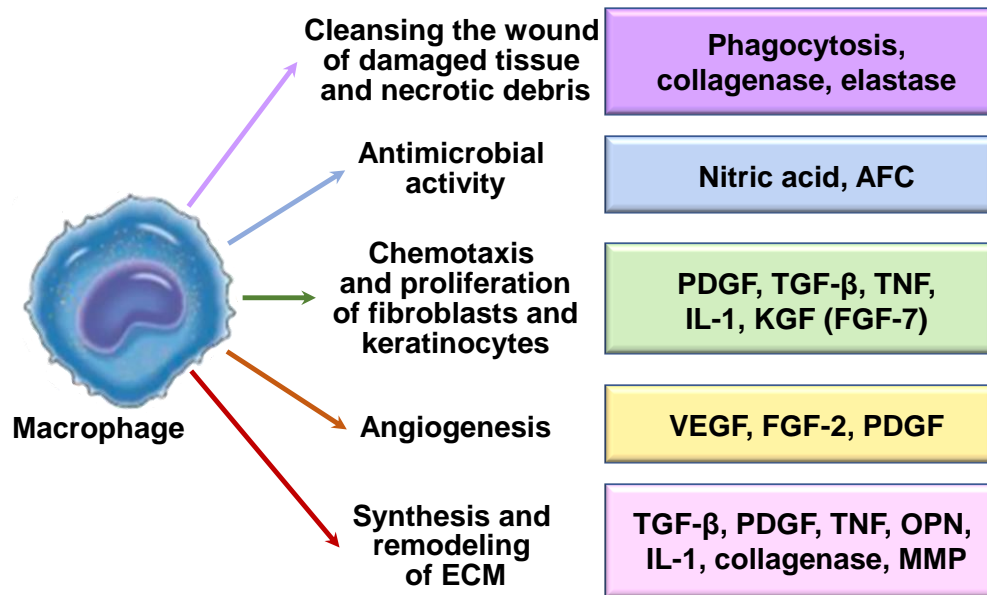 Cleansing the wound
of damaged tissue
and necrotic debris
Phagocytosis,
collagenase, elastase
Antimicrobial
activity
Nitric acid, AFC
Chemotaxis
and proliferation
of fibroblasts and
keratinocytes
PDGF, TGF-β, TNF,
IL-1, KGF (FGF-7)
Macrophage
Angiogenesis
VEGF, FGF-2, PDGF
Synthesis and
remodeling
of ECM
TGF-β, PDGF, TNF, OPN,
IL-1, collagenase, MMP